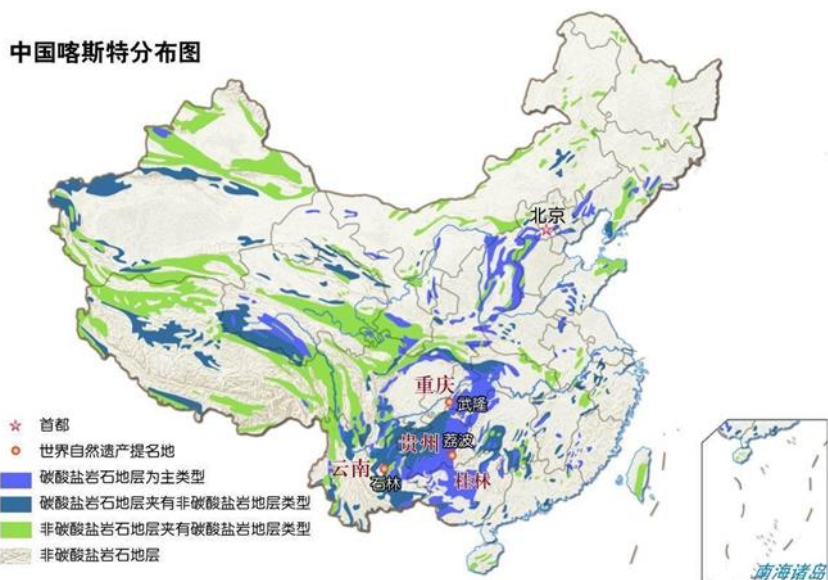 中国喀斯特分布图
北京
重庆
武隆
贵州 荔波
云南
石林
桂林
首都
世界自然遗产提名地
碳酸盐岩石地层为主类型
碳酸盐岩石地层夹有非碳酸盐岩地层类型
非碳酸盐岩石地层夹有碳酸盐岩地层类型
非碳酸盐岩石地层
南海诸岛